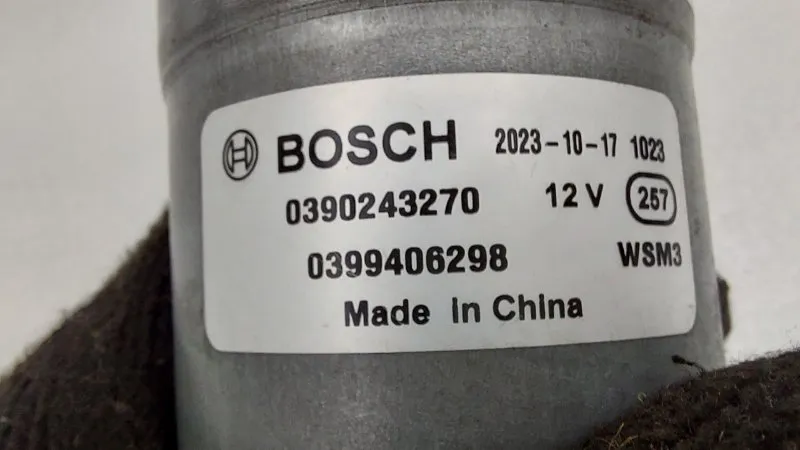 BOSCH 2023-10-17 1023
0390243270 12 V 257
0399406298 WSM3
Made in China